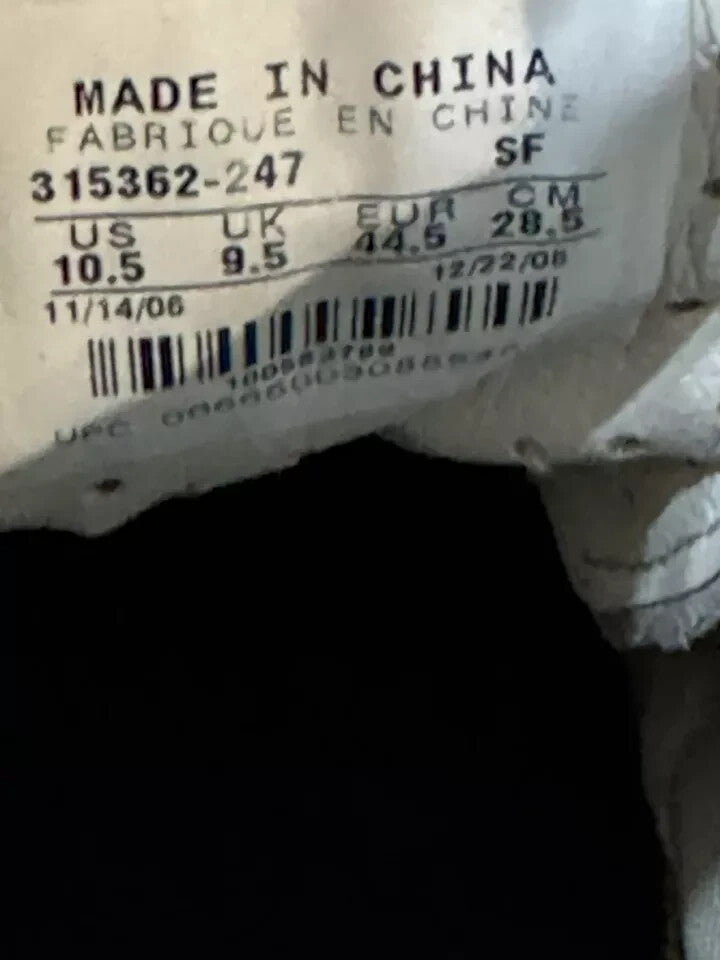 MADE IN CHINA
FABRIQUE EN CHINE
315362-247 SF
US UK EUR CM
10.5 9.5 44.5 28.5
11/14/06 12/22/06
UPC